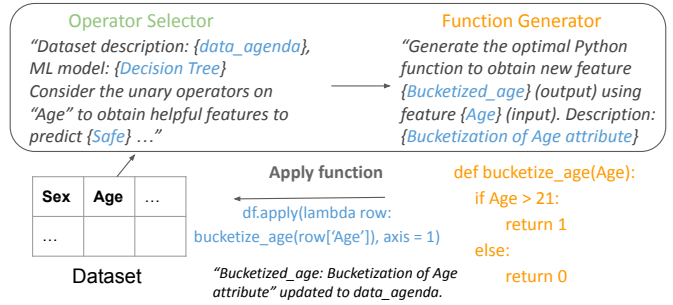 Operator Selector
“Dataset description: {data_agenda},
ML model: {Decision Tree}
Consider the unary operators on
“Age” to obtain helpful features to
predict {Safe} …”
Function Generator
“Generate the optimal Python
function to obtain new feature
{Bucketized_age} (output) using
feature {Age} (input). Description:
{Bucketization of Age attribute}
Sex Age …
…
Dataset
Apply function
df.apply(lambda row:
bucketize_age(row[‘Age’]), axis = 1)
“Bucketized_age: Bucketization of Age
attribute” updated to data_agenda.
def bucketize_age(Age):
if Age > 21:
return 1
else:
return 0